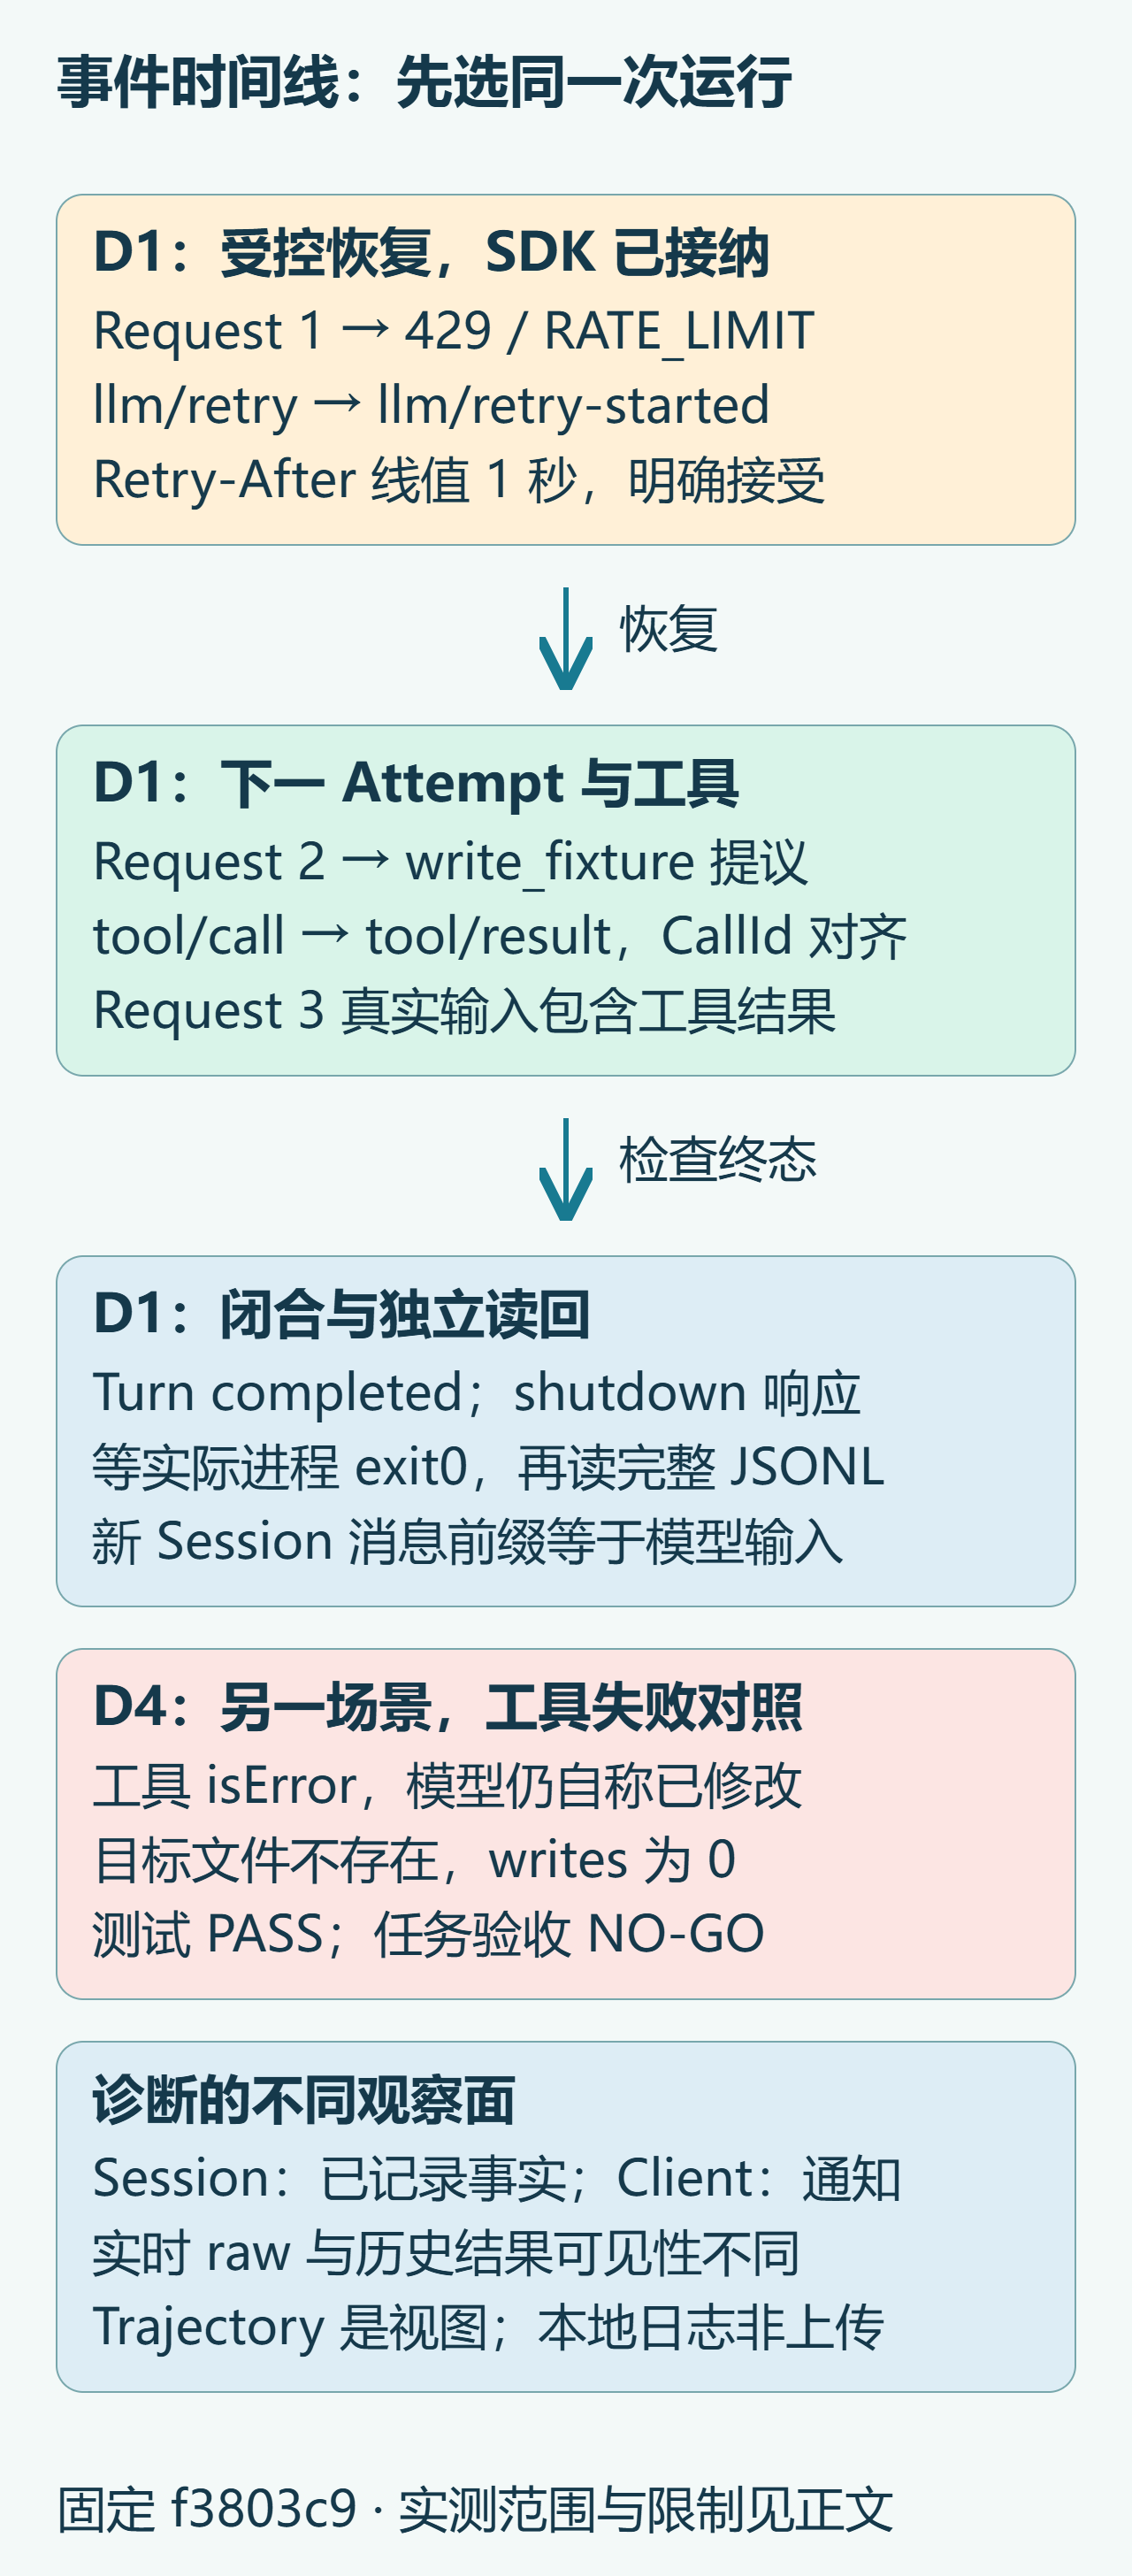 事件时间线：先选同一次运行
D1：受控恢复，SDK 已接纳
Request 1 → 429 / RATE_LIMIT
llm/retry → llm/retry-started
Retry-After 线值 1 秒，明确接受
恢复
D1：下一 Attempt 与工具
Request 2 → write_fixture 提议
tool/call → tool/result，CallId 对齐
Request 3 真实输入包含工具结果
检查终态
D1：闭合与独立读回
Turn completed；shutdown 响应
等实际进程 exit0，再读完整 JSONL
新 Session 消息前缀等于模型输入
D4：另一场景，工具失败对照
工具 isError，模型仍自称已修改
目标文件不存在，writes 为 0
测试 PASS；任务验收 NO-GO
诊断的不同观察面
Session：已记录事实；Client：通知
实时 raw 与历史结果可见性不同
Trajectory 是视图；本地日志非上传
固定 f3803c9 · 实测范围与限制见正文